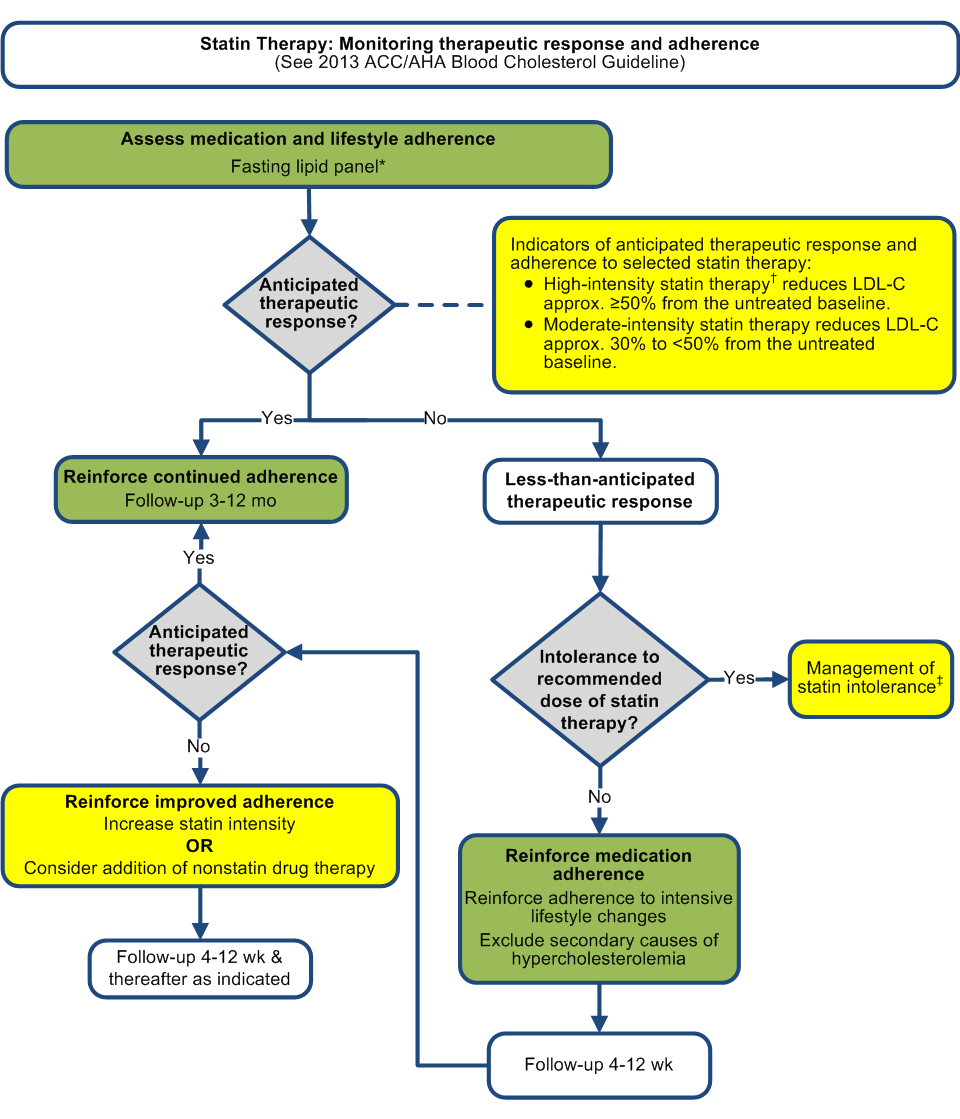 Statin Therapy: Monitoring therapeutic response and adherence
(See 2013 ACC/AHA Blood Cholesterol Guideline)
Assess medication and lifestyle adherence
Fasting lipid panel*
Anticipated
therapeutic
response?
Indicators of anticipated therapeutic response and
adherence to selected statin therapy:
● High-intensity statin therapy† reduces LDL-C
approx. ≥50% from the untreated baseline.
● Moderate-intensity statin therapy reduces LDL-C
approx. 30% to <50% from the untreated
baseline.
Yes
No
Reinforce continued adherence
Follow-up 3-12 mo
Less-than-anticipated
therapeutic response
Yes
Anticipated
therapeutic
response?
Intolerance to
recommended
dose of statin
therapy?
Yes
Management of
statin intolerance‡
No
No
Reinforce improved adherence
Increase statin intensity
OR
Consider addition of nonstatin drug therapy
Reinforce medication
adherence
Reinforce adherence to intensive
lifestyle changes
Exclude secondary causes of
hypercholesterolemia
Follow-up 4-12 wk &
thereafter as indicated
Follow-up 4-12 wk